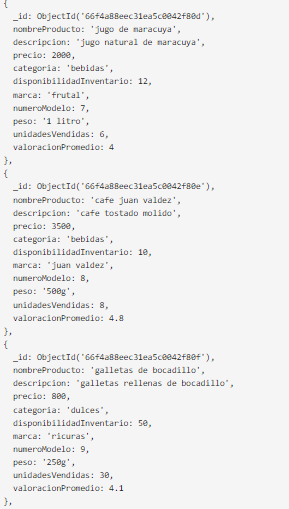 {
_id: ObjectId('66f4a88eec31ea5c0042f80d'),
nombreProducto: 'jugo de maracuya',
descripcion: 'jugo natural de maracuya',
precio: 2000,
categoria: 'bebidas',
disponibilidadInventario: 12,
marca: 'frutal',
numeroModelo: 7,
peso: '1 litro',
unidadesVendidas: 6,
valoracionPromedio: 4
},
{
_id: ObjectId('66f4a88eec31ea5c0042f80e'),
nombreProducto: 'cafe juan valdez',
descripcion: 'cafe tostado molido',
precio: 3500,
categoria: 'bebidas',
disponibilidadInventario: 10,
marca: 'juan valdez',
numeroModelo: 8,
peso: '500g',
unidadesVendidas: 8,
valoracionPromedio: 4.8
},
{
_id: ObjectId('66f4a88eec31ea5c0042f80f'),
nombreProducto: 'galletas de bocadillo',
descripcion: 'galletas rellenas de bocadillo',
precio: 800,
categoria: 'dulces',
disponibilidadInventario: 50,
marca: 'ricuras',
numeroModelo: 9,
peso: '250g',
unidadesVendidas: 30,
valoracionPromedio: 4.1
},